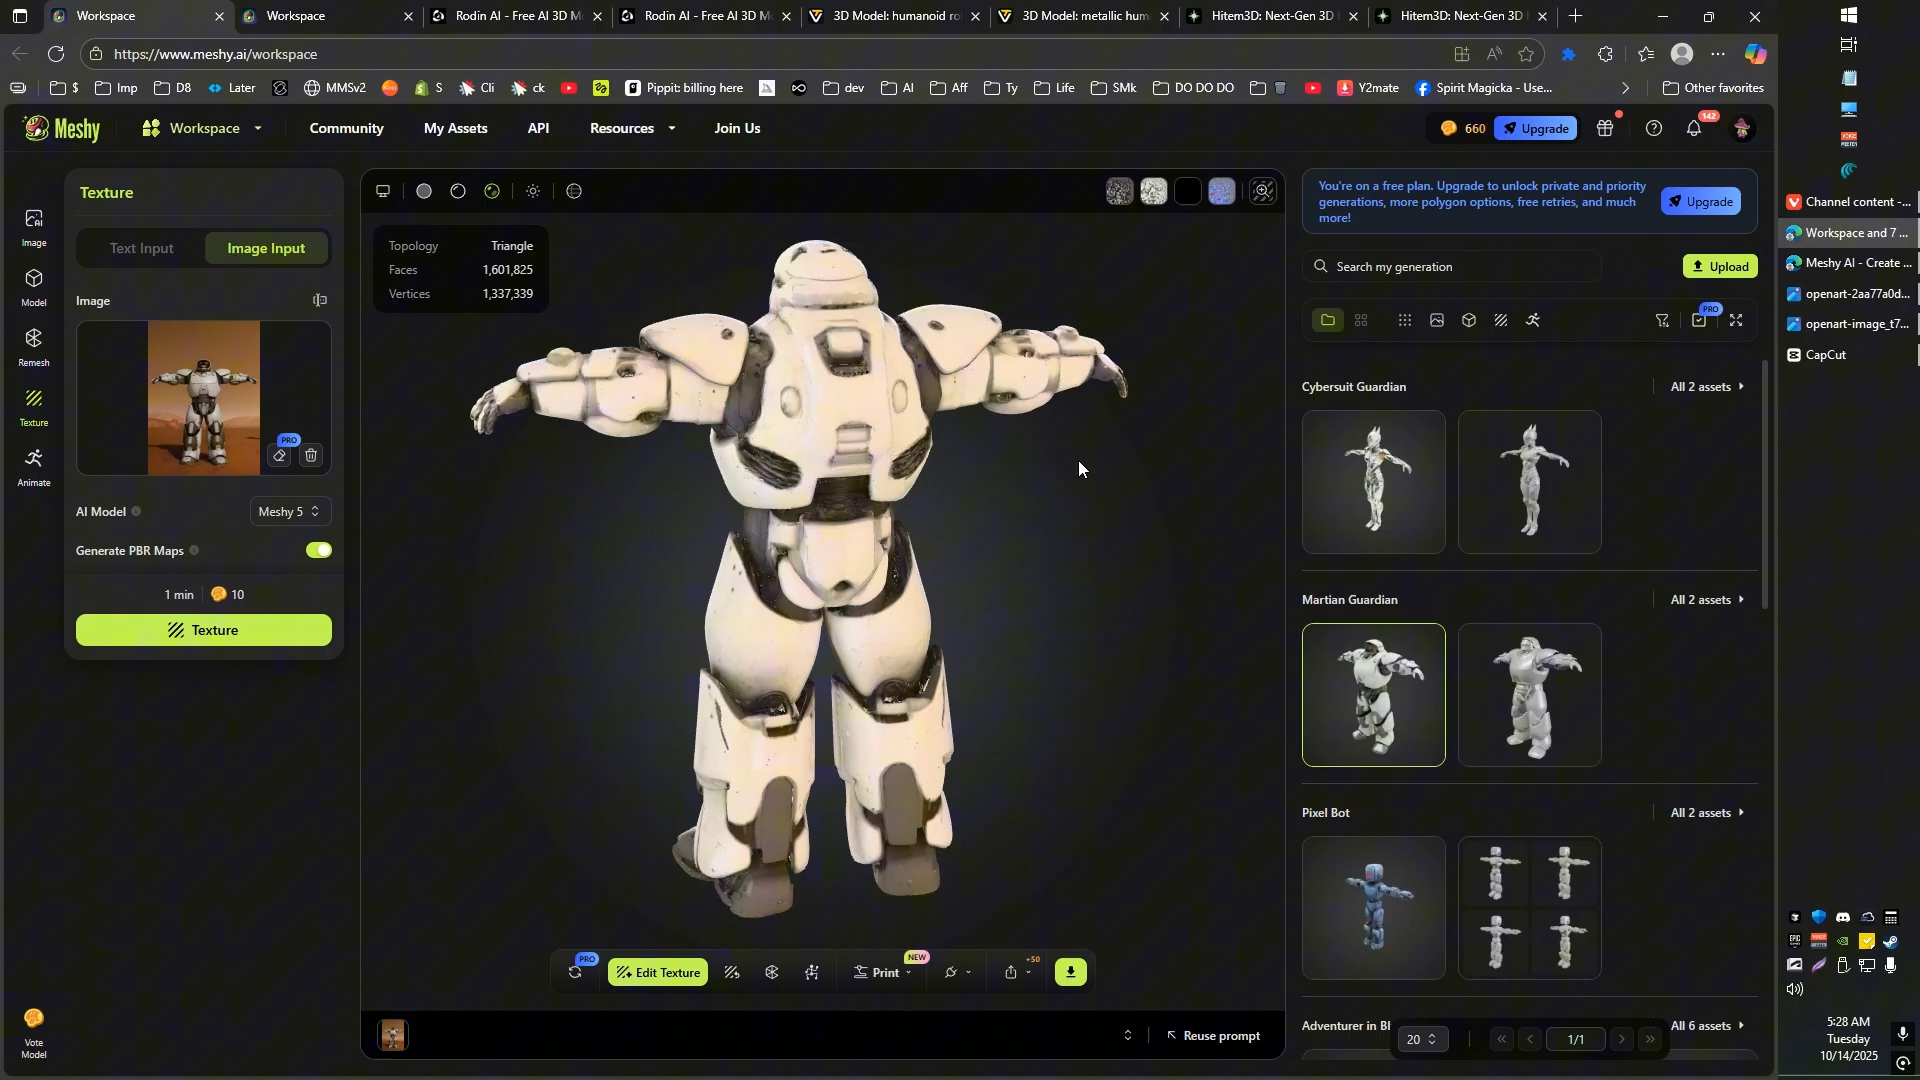 Workspace
Workspace
Rodin AI - Free AI 3D M
Rodin AI - Free AI 3D M
3D Model: humanoid ro
3D Model: metallic hum
Hitem3D: Next-Gen 3D
Hitem3D: Next-Gen 3D
https://www.meshy.ai/workspace
$
Imp
D8
Later
MMSv2
S
Cli
ck
Pippit: billing here
dev
AI
Aff
Ty
Life
SMk
DO DO DO
Y2mate
Spirit Magicka - Use...
Other favorites
Meshy
Workspace
Community
My Assets
API
Resources
Join Us
660
Upgrade
142
Image
Model
Remesh
Texture
Animate
Vote
Model
Texture
Text Input
Image Input
Image
PRO
AI Model
Meshy 5
Generate PBR Maps
1 min
10
Texture
Topology Triangle
Faces 1,601,825
Vertices 1,337,339
PRO
Edit Texture
Print
NEW
+50
Reuse prompt
You're on a free plan. Upgrade to unlock private and priority
generations, more polygon options, free retries, and much
more!
Upgrade
Search my generation
Upload
PRO
Cybersuit Guardian
All 2 assets
Martian Guardian
All 2 assets
Pixel Bot
All 2 assets
Adventurer in Bl
All 6 assets
20
1/1
Channel content -...
Workspace and 7 ...
Meshy AI - Create ...
openart-2aa77a0d...
openart-image_t7...
CapCut
5:28 AM
Tuesday
10/14/2025